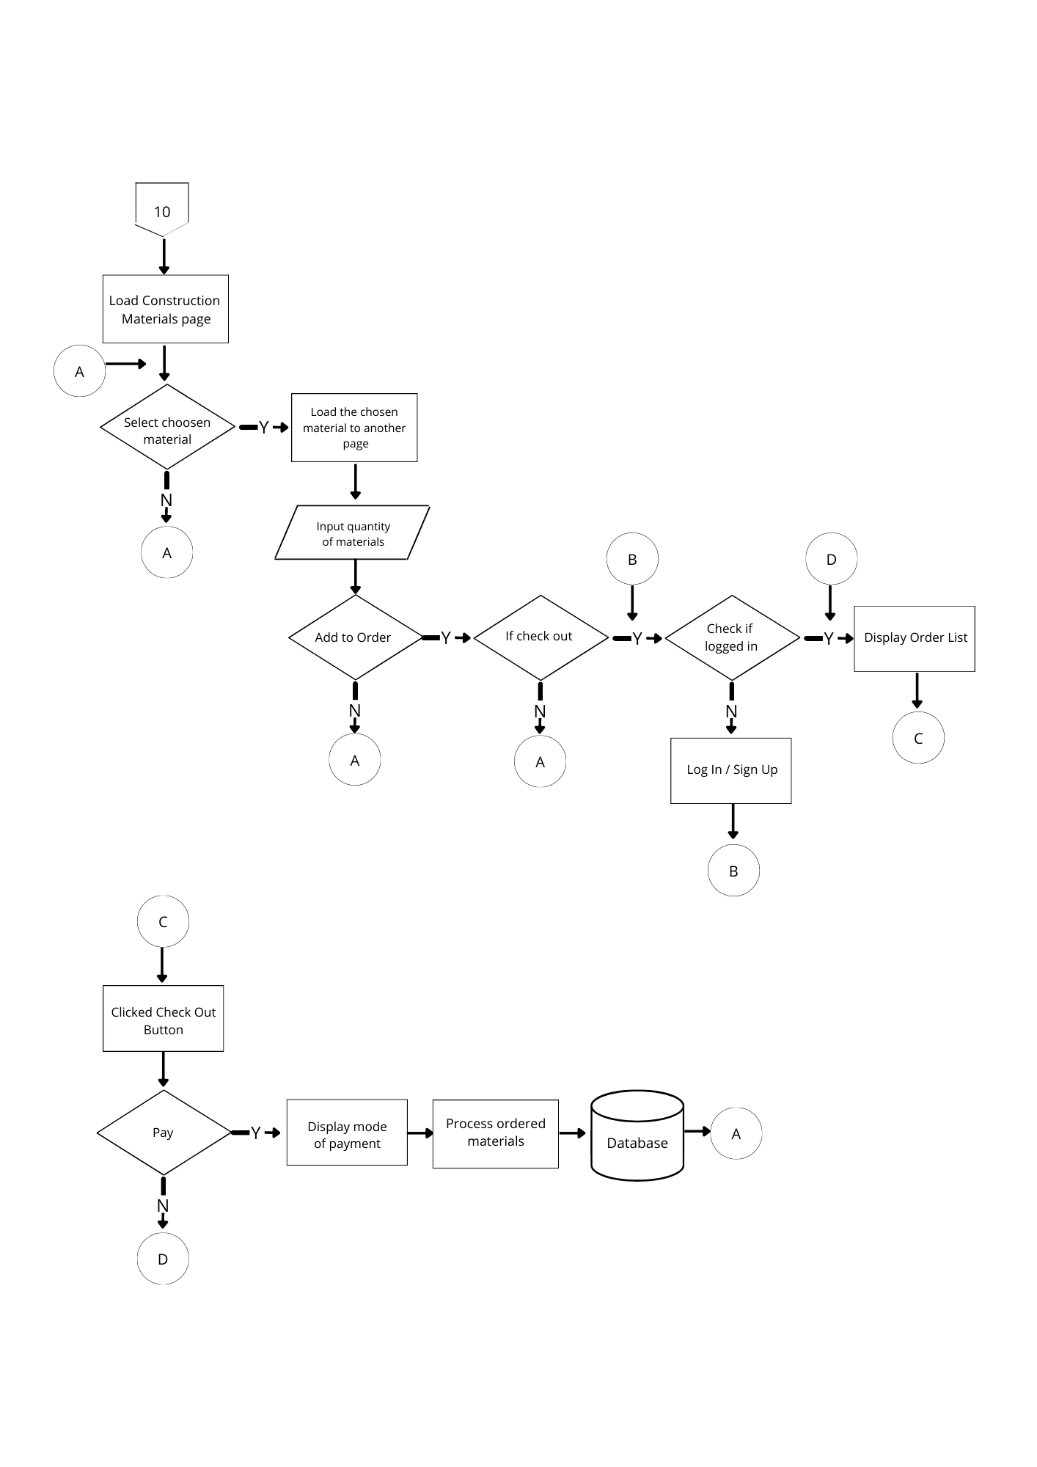 10
Load Construction
Materials page
A
Select choosen
material
Y
Load the chosen
material to another
page
N
A
Input quantity
of materials
B
D
Add to Order
Y
If check out
Y
Check if
logged in
Y
Display Order List
N
N
N
A
A
Log In / Sign Up
C
B
C
Clicked Check Out
Button
Pay
Y
Display mode
of payment
Process ordered
materials
Database
A
N
D